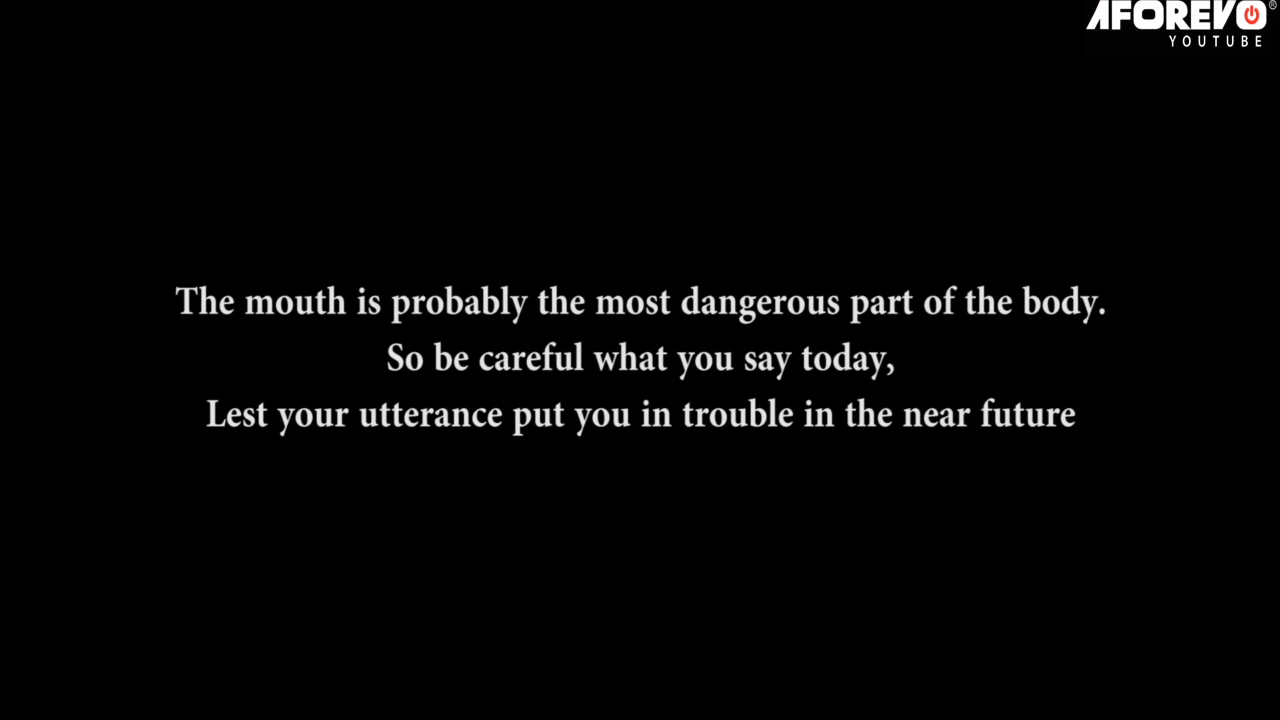 AFOREVO®
YOUTUBE
The mouth is probably the most dangerous part of the body.
So be careful what you say today,
Lest your utterance put you in trouble in the near future